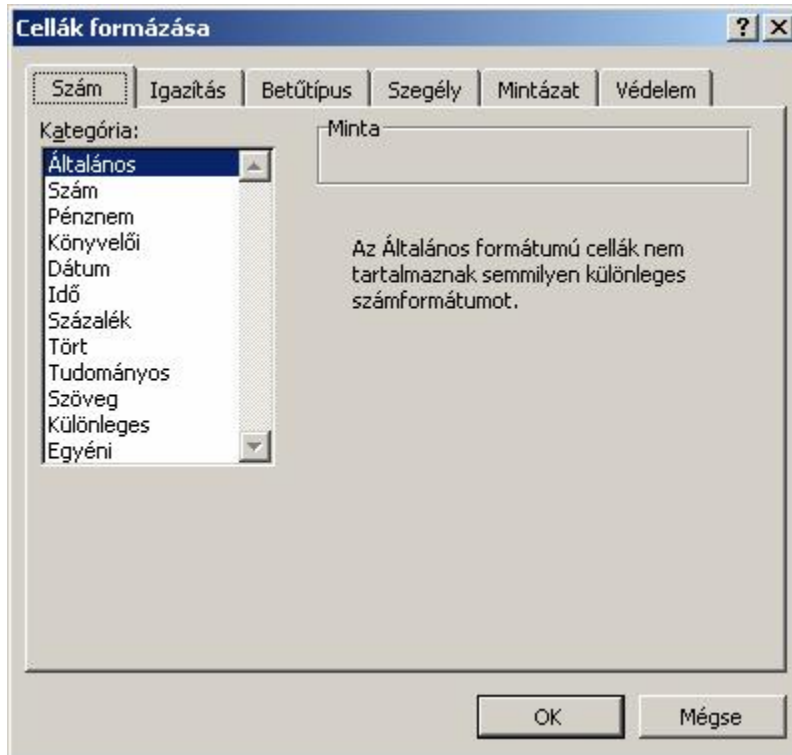 Cellák formázása
Szám Igazítás Betűtípus Szegély Mintázat Védelem
Kategória:
Minta
Általános
Szám
Pénznem
Könyvelői
Dátum
Idő
Százalék
Tört
Tudományos
Szöveg
Különleges
Egyéni
Az Általános formátumú cellák nem
tartalmaznak semmilyen különleges
számformátumot.
OK Mégse